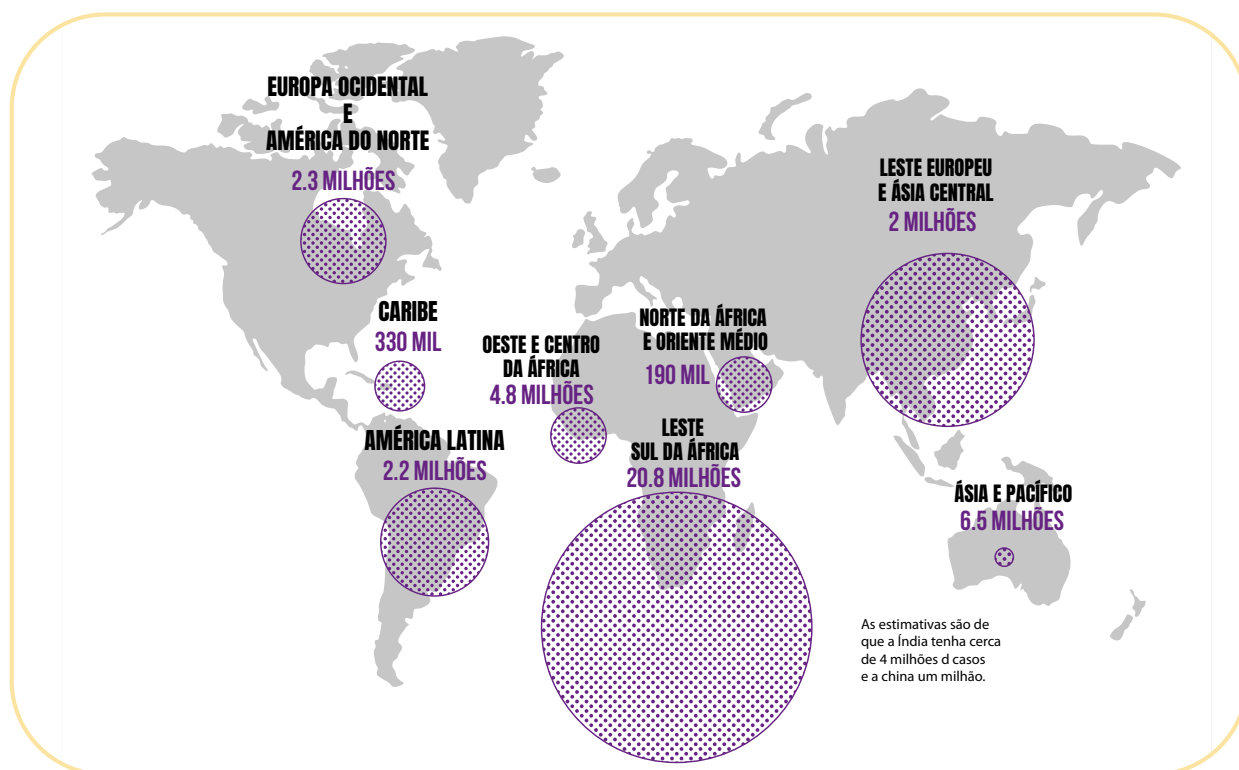 EUROPA OCIDENTAL
E
AMÉRICA DO NORTE
2.3 MILHÕES
LESTE EUROPEU
E ÁSIA CENTRAL
2 MILHÕES
CARIBE
330 MIL
OESTE E CENTRO
DA ÁFRICA
4.8 MILHÕES
NORTE DA ÁFRICA
E ORIENTE MÉDIO
190 MIL
AMÉRICA LATINA
2.2 MILHÕES
LESTE
SUL DA ÁFRICA
20.8 MILHÕES
ÁSIA E PACÍFICO
6.5 MILHÕES
As estimativas são de
que a Índia tenha cerca
de 4 milhões d casos
e a china um milhão.